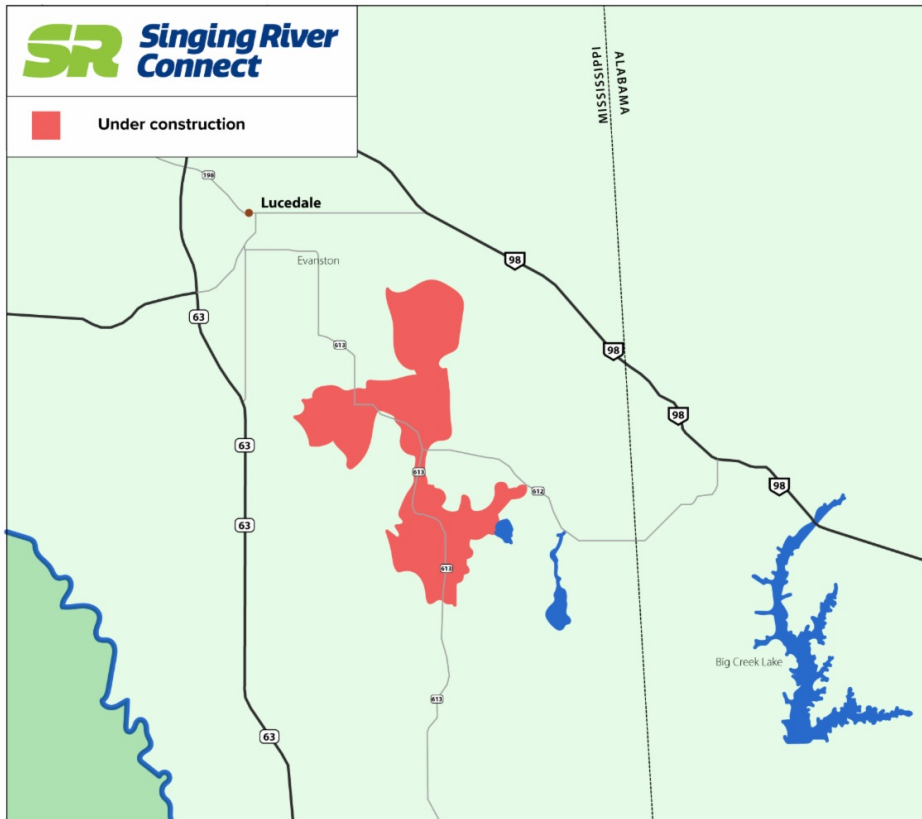 SR Singing River
Connect
Under construction
ALABAMA
MISSISSIPPI
198
Lucedale
Evanston
98
63
613
98
98
63
613
612
98
63
613
Big Creek Lake
613
63